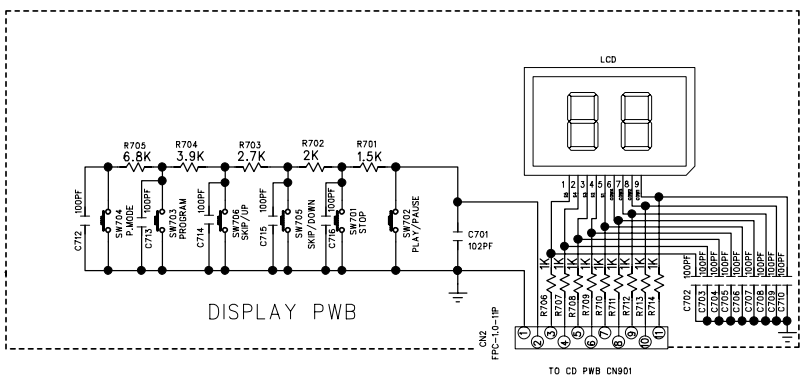 LCD
1 2 3 4 5 6 7 8 9
R705
6.8K
R704
3.9K
R703
2.7K
R702
2K
R701
1.5K
100PF
C712
SW704
P.MODE
100PF
C713
SW703
PROGRAM
100PF
C714
SW706
SKIP/UP
100PF
C715
SW705
SKIP/DOWN
100PF
C716
SW701
STOP
SW702
PLAY/PAUSE
C701
102PF
1K 1K 1K 1K 1K 1K 1K 1K 1K
R706 R707 R708 R709 R710 R711 R712 R713 R714
100PF 100PF 100PF 100PF 100PF 100PF 100PF 100PF 100PF
C702 C703 C704 C705 C706 C707 C708 C709 C710
DISPLAY PWB
CN2
FPC-1.0-11P
1 2 3 4 5 6 7 8 9 10 11
TO CD PWB CN901